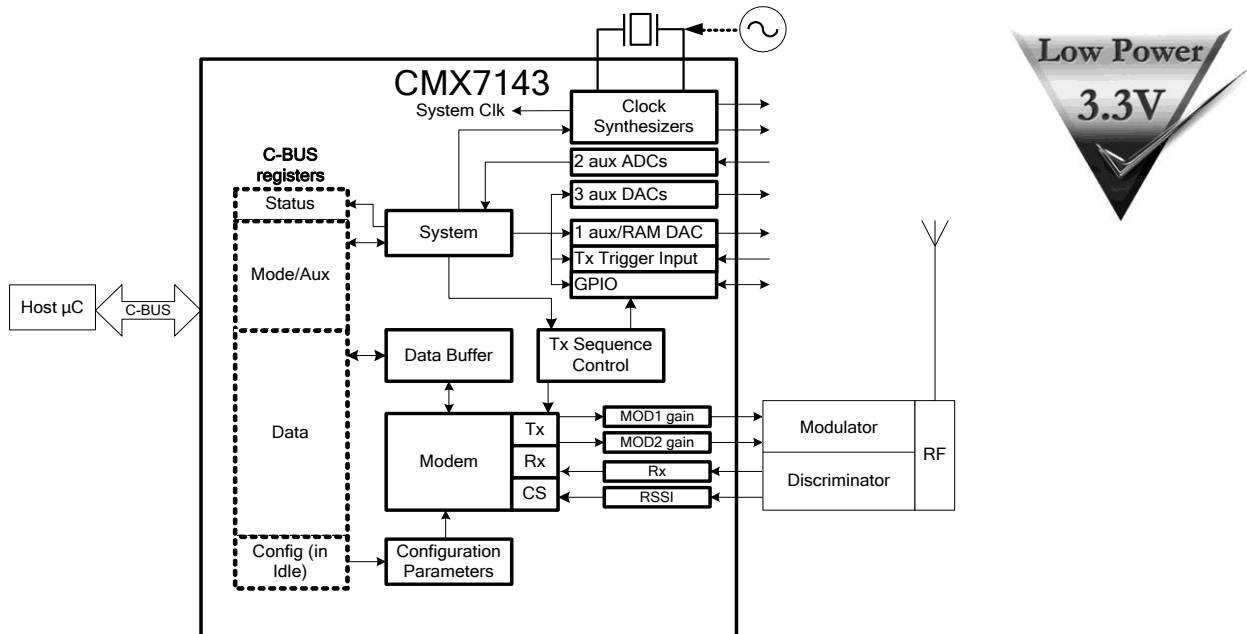 CMX7143
System Clk
Clock
Synthesizers
Low Power
3.3V
C-BUS
registers
2 aux ADCs
Status
3 aux DACs
System
1 aux/RAM DAC
Tx Trigger Input
GPIO
Mode/Aux
Host µC
C-BUS
Data Buffer
Tx Sequence
Control
Data
Modem
Tx
Rx
CS
MOD1 gain
MOD2 gain
Rx
RSSI
Modulator
Discriminator
RF
Config (in
Idle)
Configuration
Parameters